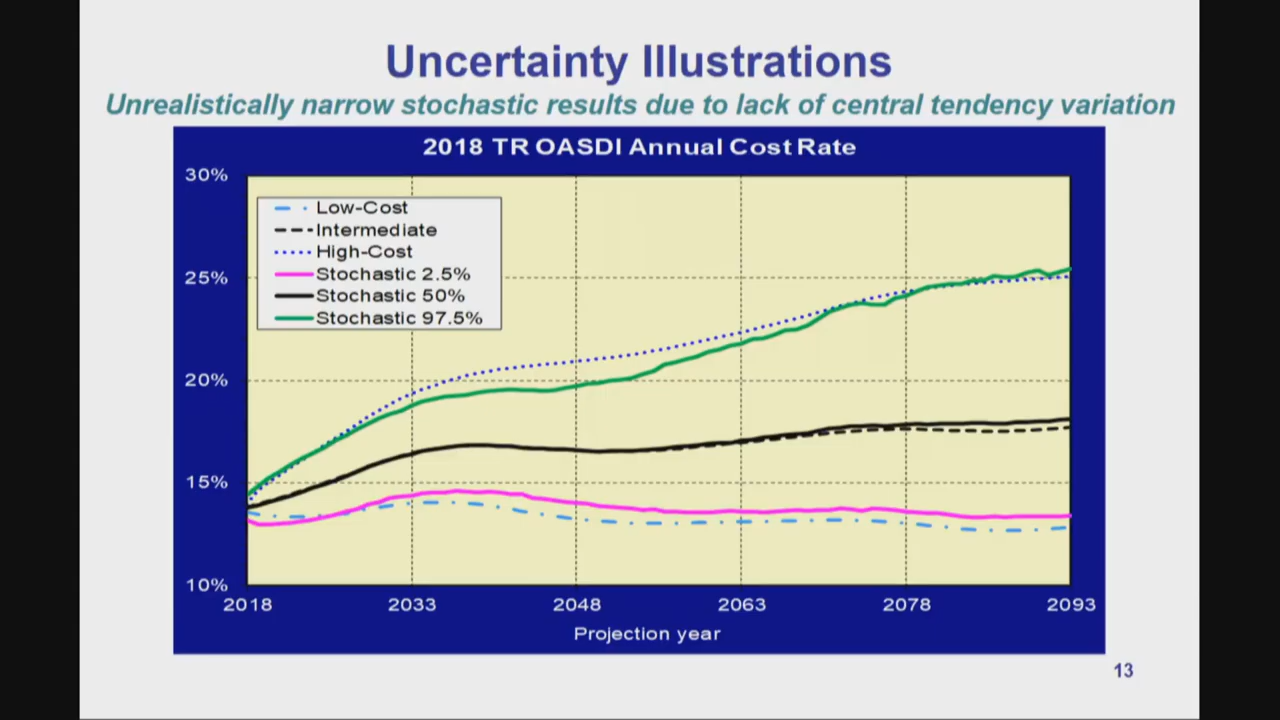 Uncertainty Illustrations
Unrealistically narrow stochastic results due to lack of central tendency variation
2018 TR OASDI Annual Cost Rate
30%
Low-Cost
Intermediate
High-Cost
25%
Stochastic 2.5%
Stochastic 50%
Stochastic 97.5%
20%
15%
10%
2018 2033 2048 2063 2078 2093
Projection year
13